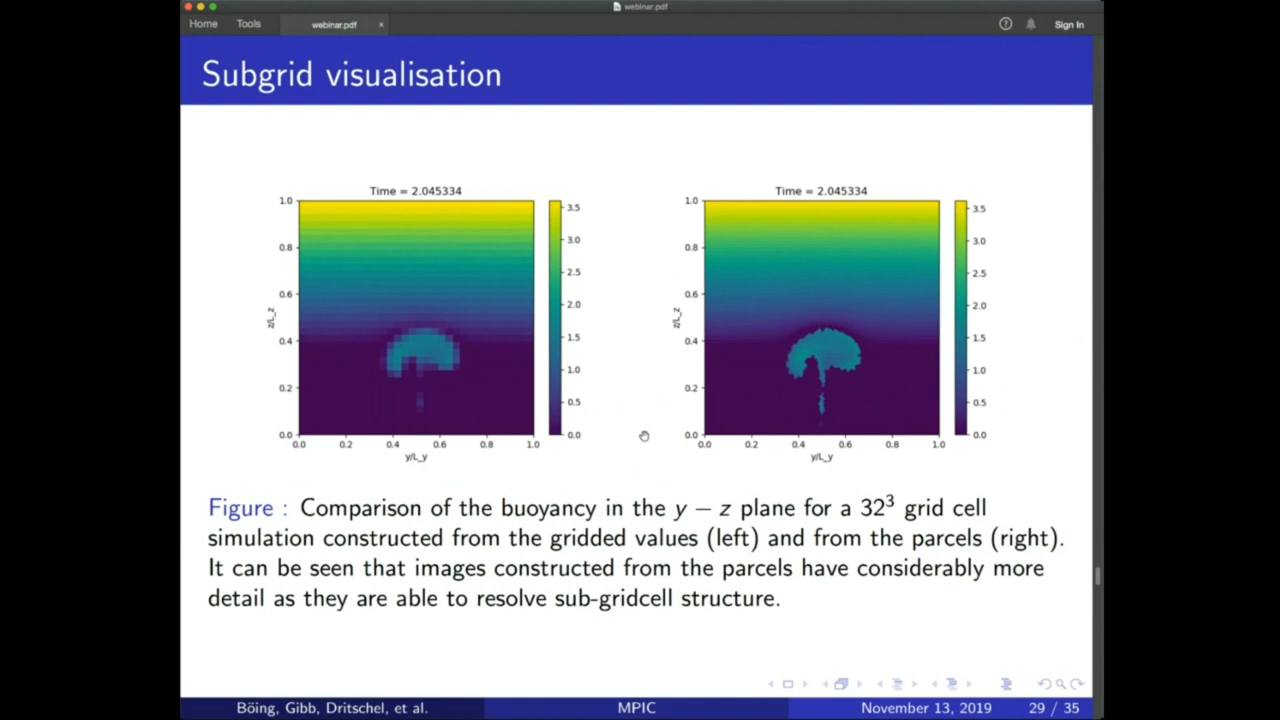 webinar.pdf
Home Tools webinar.pdf × Sign In
Subgrid visualisation
Time = 2.045334
1.0
0.8
0.6
0.4
0.2
0.0
z/L_z
0.0 0.2 0.4 0.6 0.8 1.0
y/L_y
3.5
3.0
2.5
2.0
1.5
1.0
0.5
0.0
Time = 2.045334
1.0
0.8
0.6
0.4
0.2
0.0
z/L_z
0.0 0.2 0.4 0.6 0.8 1.0
y/L_y
3.5
3.0
2.5
2.0
1.5
1.0
0.5
0.0
Figure : Comparison of the buoyancy in the y − z plane for a 32³ grid cell
simulation constructed from the gridded values (left) and from the parcels (right).
It can be seen that images constructed from the parcels have considerably more
detail as they are able to resolve sub-gridcell structure.
Böing, Gibb, Dritschel, et al. MPIC November 13, 2019 29 / 35